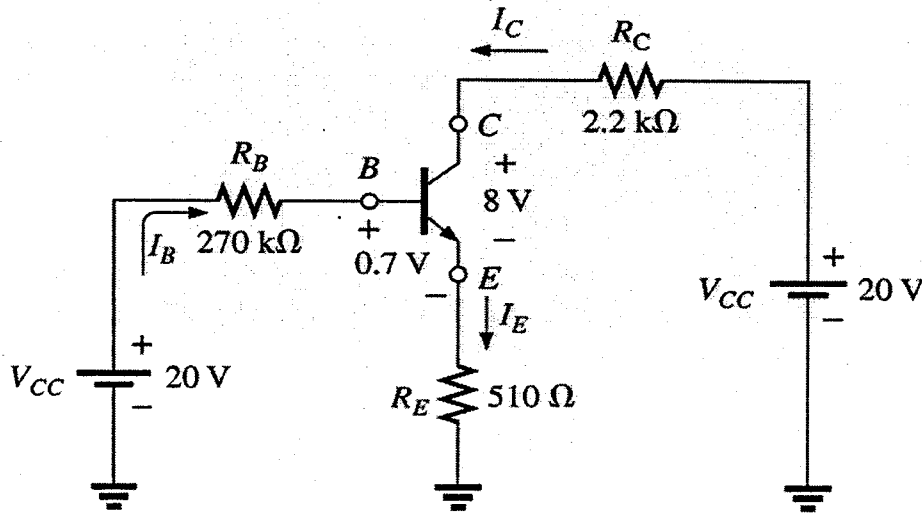 I_C
R_C
C
2.2 kΩ
R_B
B
+
8 V
−
I_B
270 kΩ
+
0.7 V
−
E
I_E
V_CC
+
20 V
−
V_CC
+
20 V
−
R_E
510 Ω